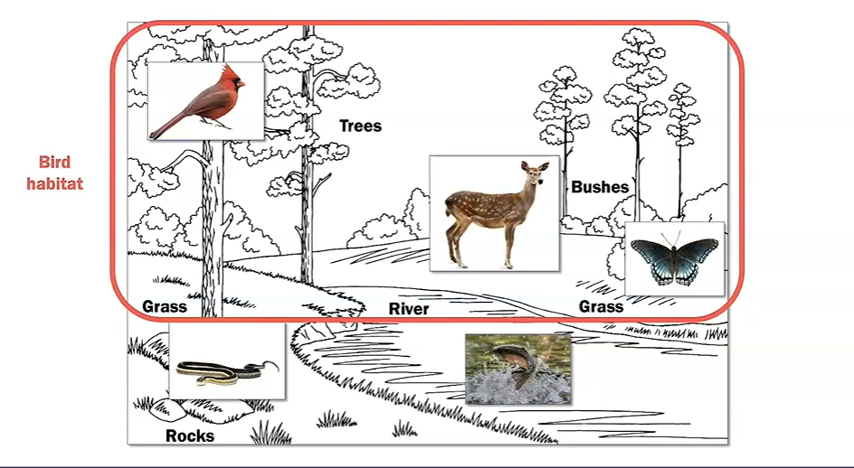 Bird
habitat
Trees
Bushes
Grass
River
Grass
Rocks